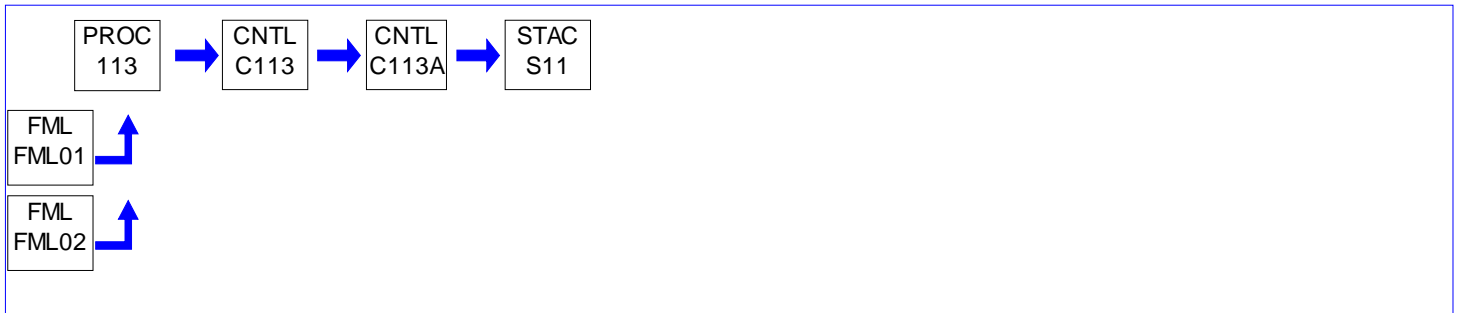 PROC
113
CNTL
C113
CNTL
C113A
STAC
S11
FML
FML01
FML
FML02